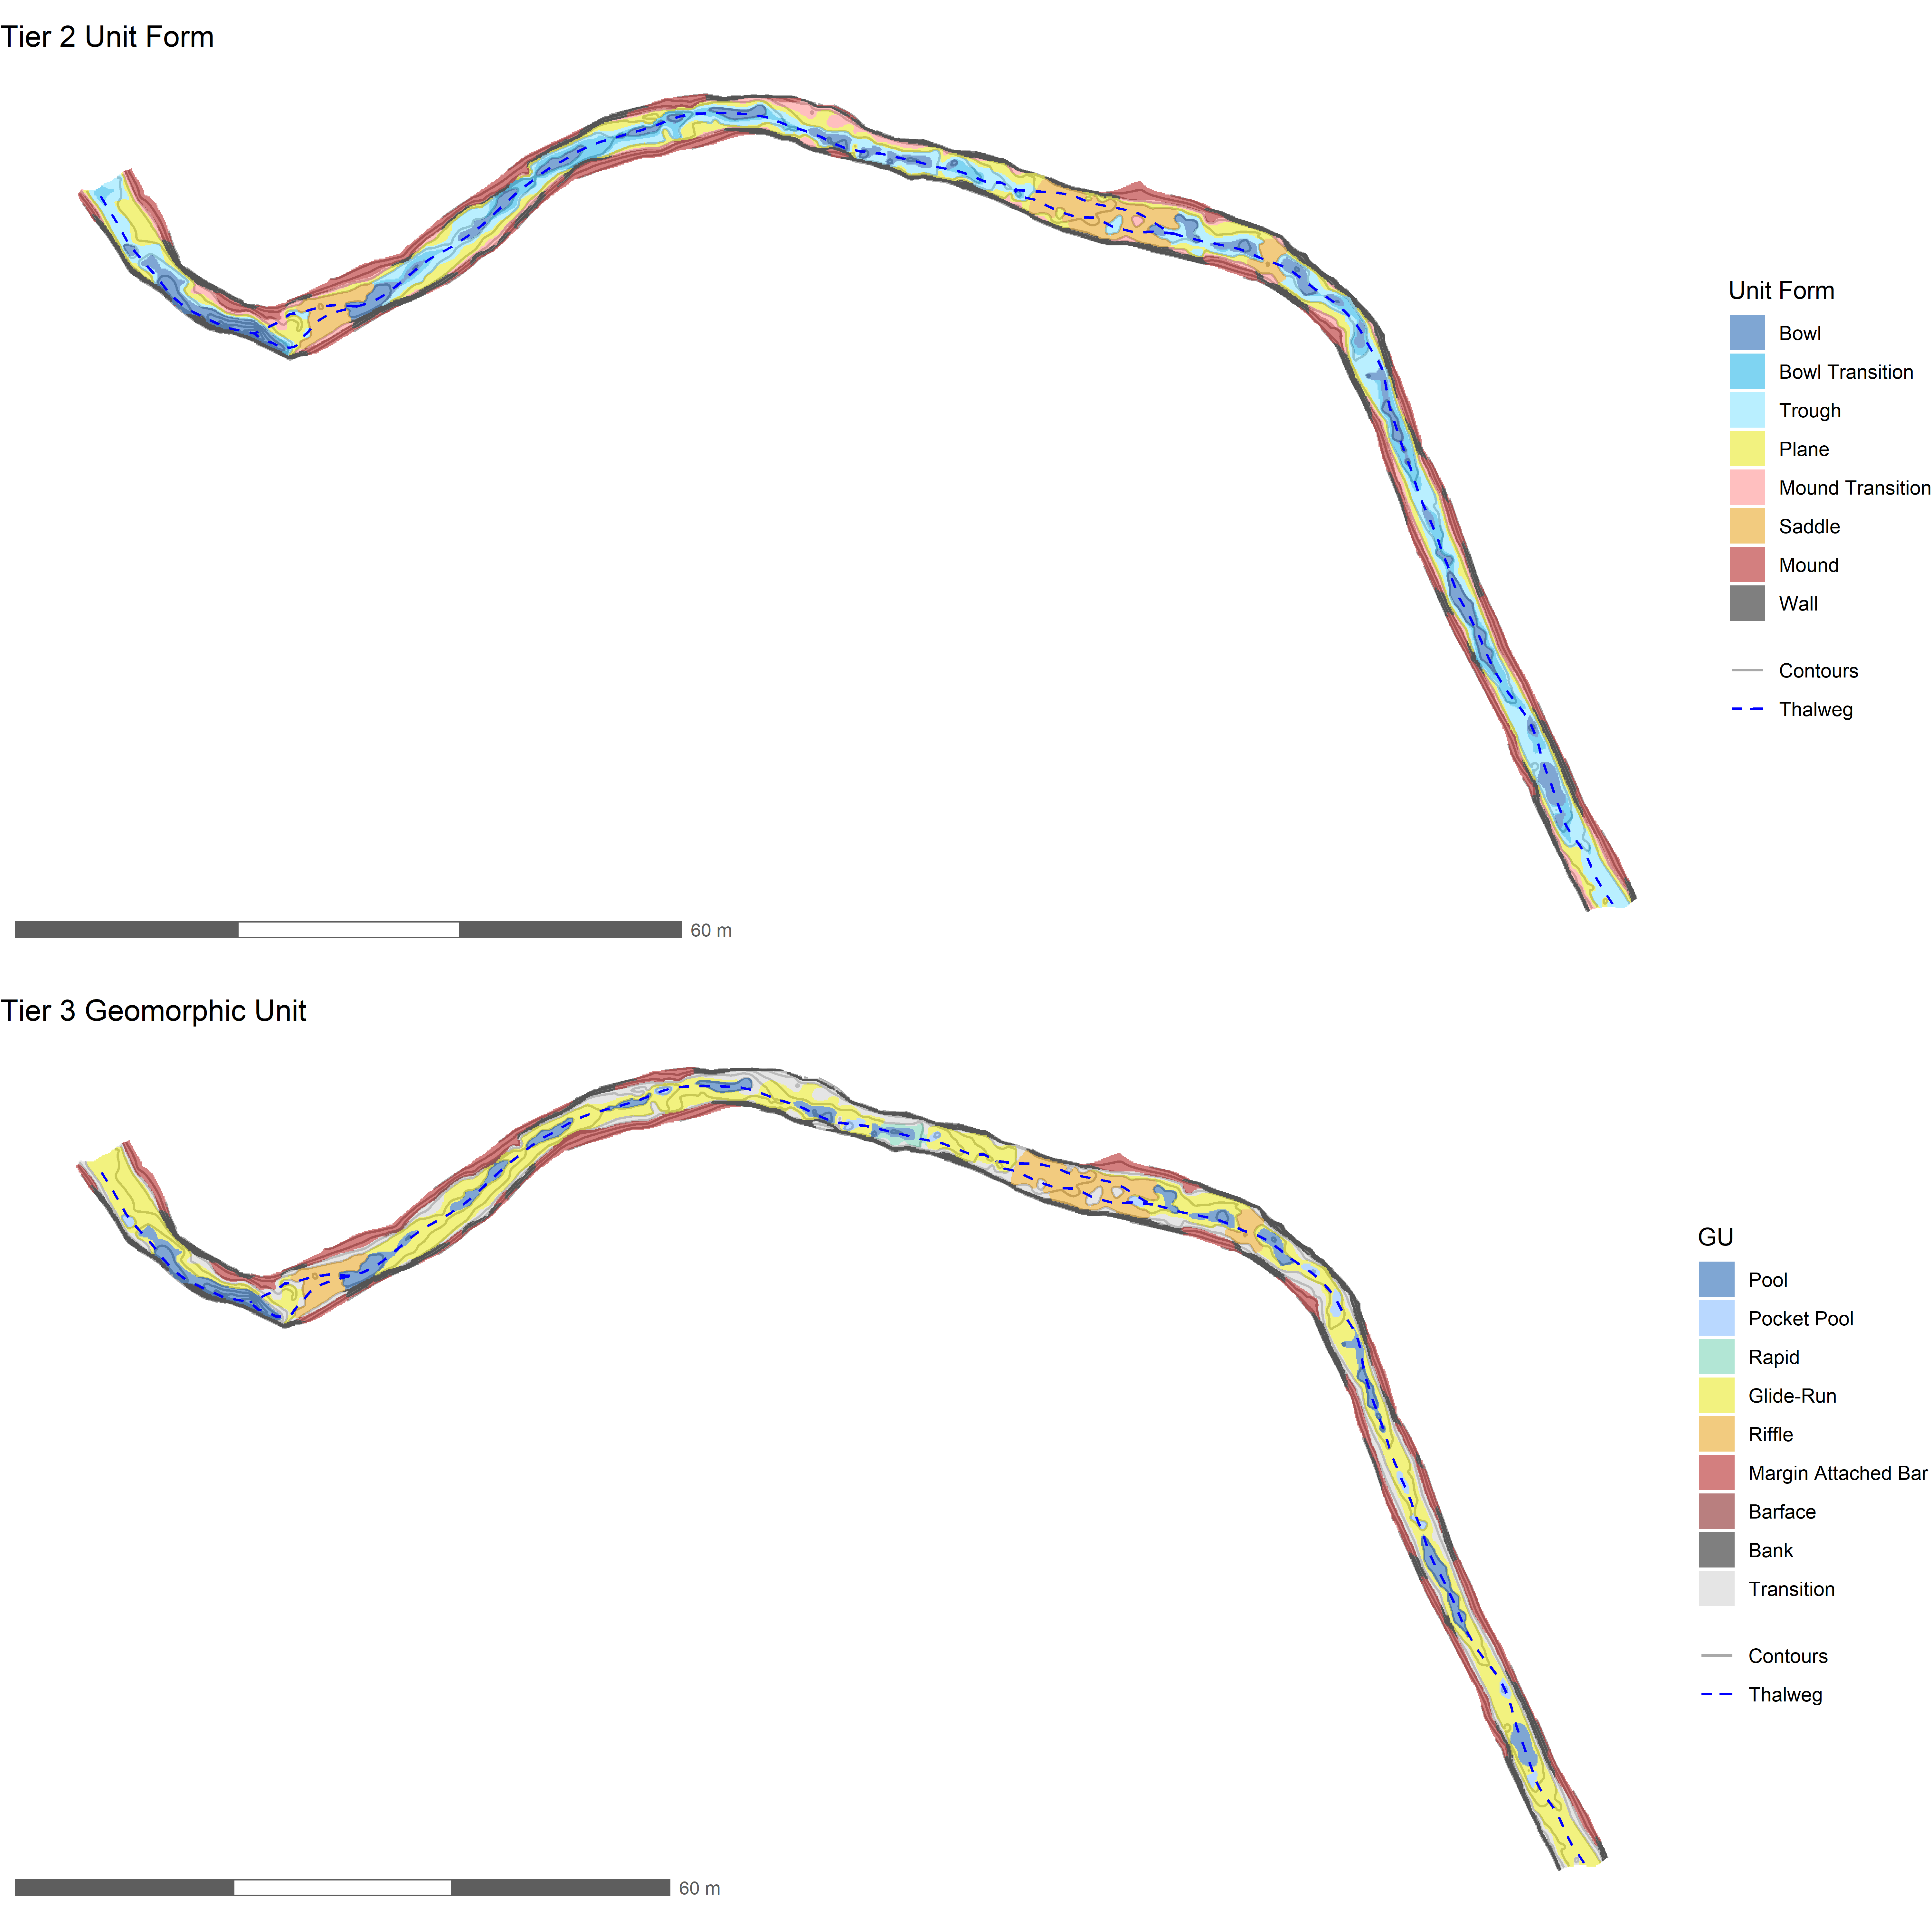 Tier 2 Unit Form
Unit Form
Bowl
Bowl Transition
Trough
Plane
Mound Transition
Saddle
Mound
Wall
Contours
Thalweg
60 m
Tier 3 Geomorphic Unit
GU
Pool
Pocket Pool
Rapid
Glide-Run
Riffle
Margin Attached Bar
Barface
Bank
Transition
Contours
Thalweg
60 m